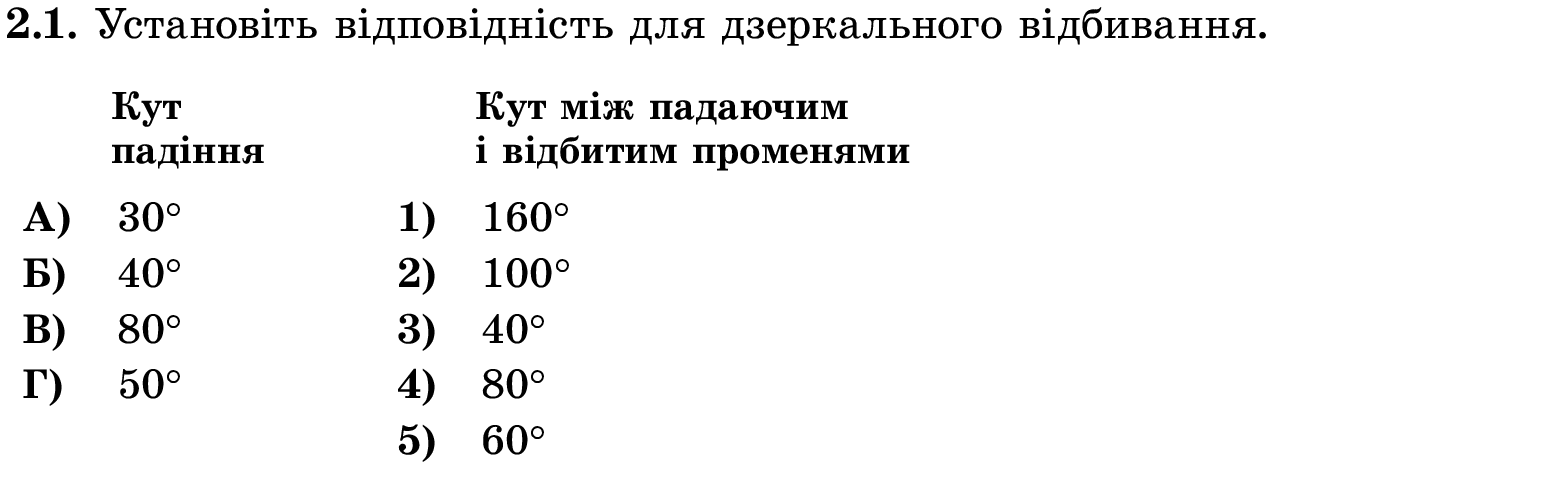 2.1. Установіть відповідність для дзеркального відбивання.
Кут падіння Кут між падаючим і відбитим променями
А) 30° 1) 160°
Б) 40° 2) 100°
В) 80° 3) 40°
Г) 50° 4) 80°
5) 60°